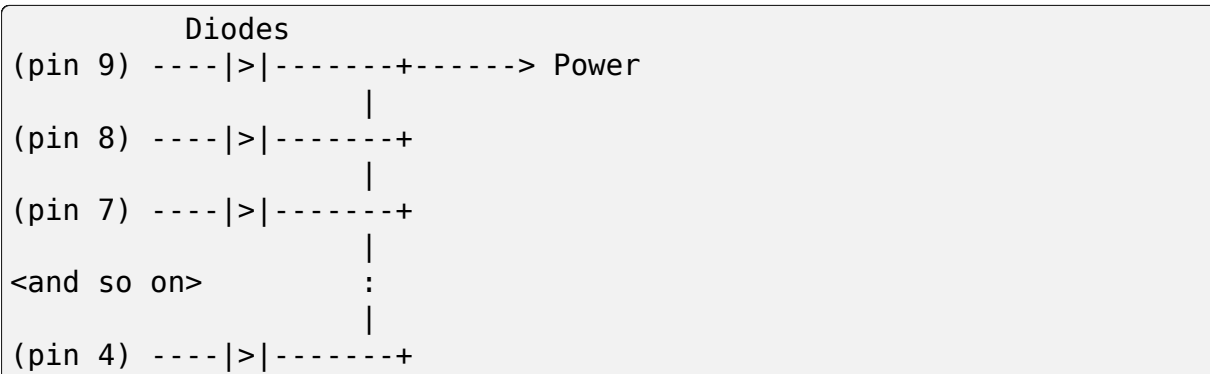 Diodes
(pin 9) ----|>|-------+------> Power
                    |
(pin 8) ----|>|-------+
                    |
(pin 7) ----|>|-------+
                    |
<and so on>         :
                    |
(pin 4) ----|>|-------+